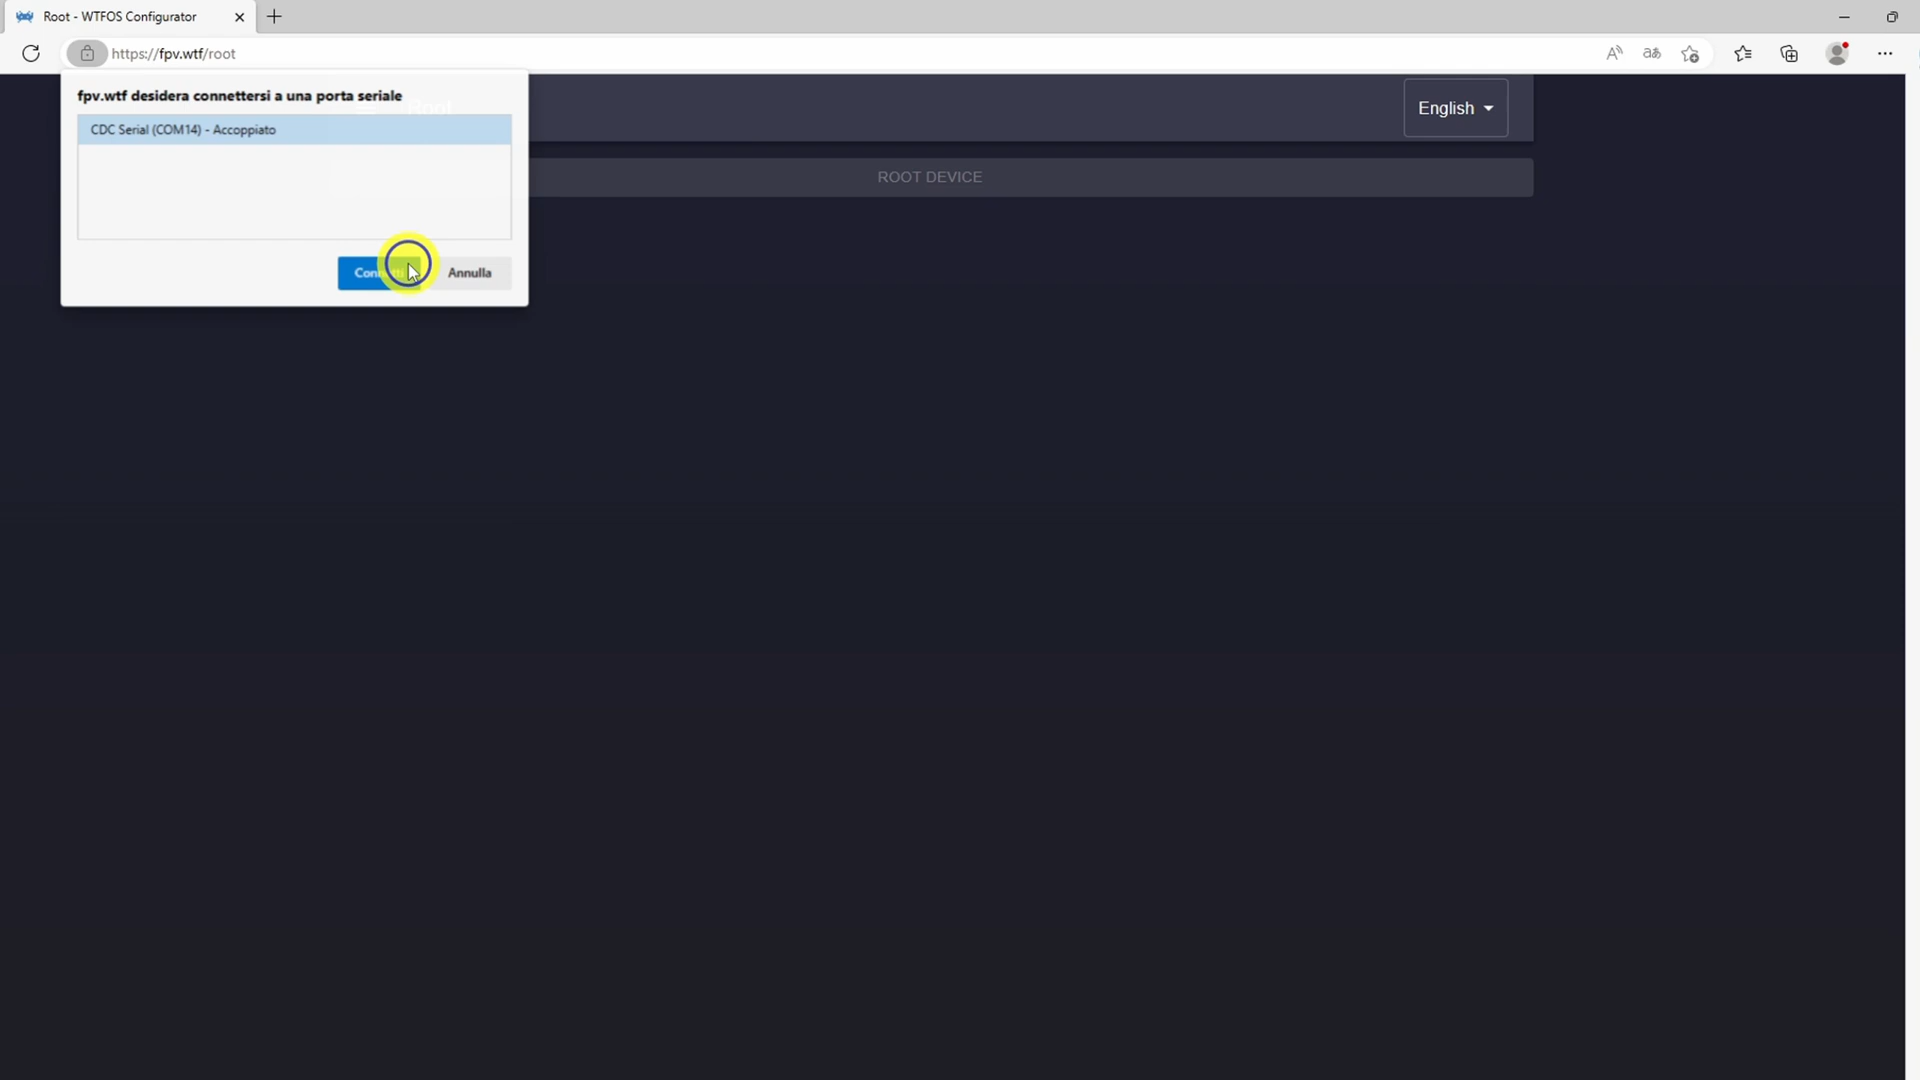 Root - WTFOS Configurator
https://fpv.wtf/root
fpv.wtf desidera connettersi a una porta seriale
Root
English
CDC Serial (COM14) - Accoppiato
ROOT DEVICE
Annulla